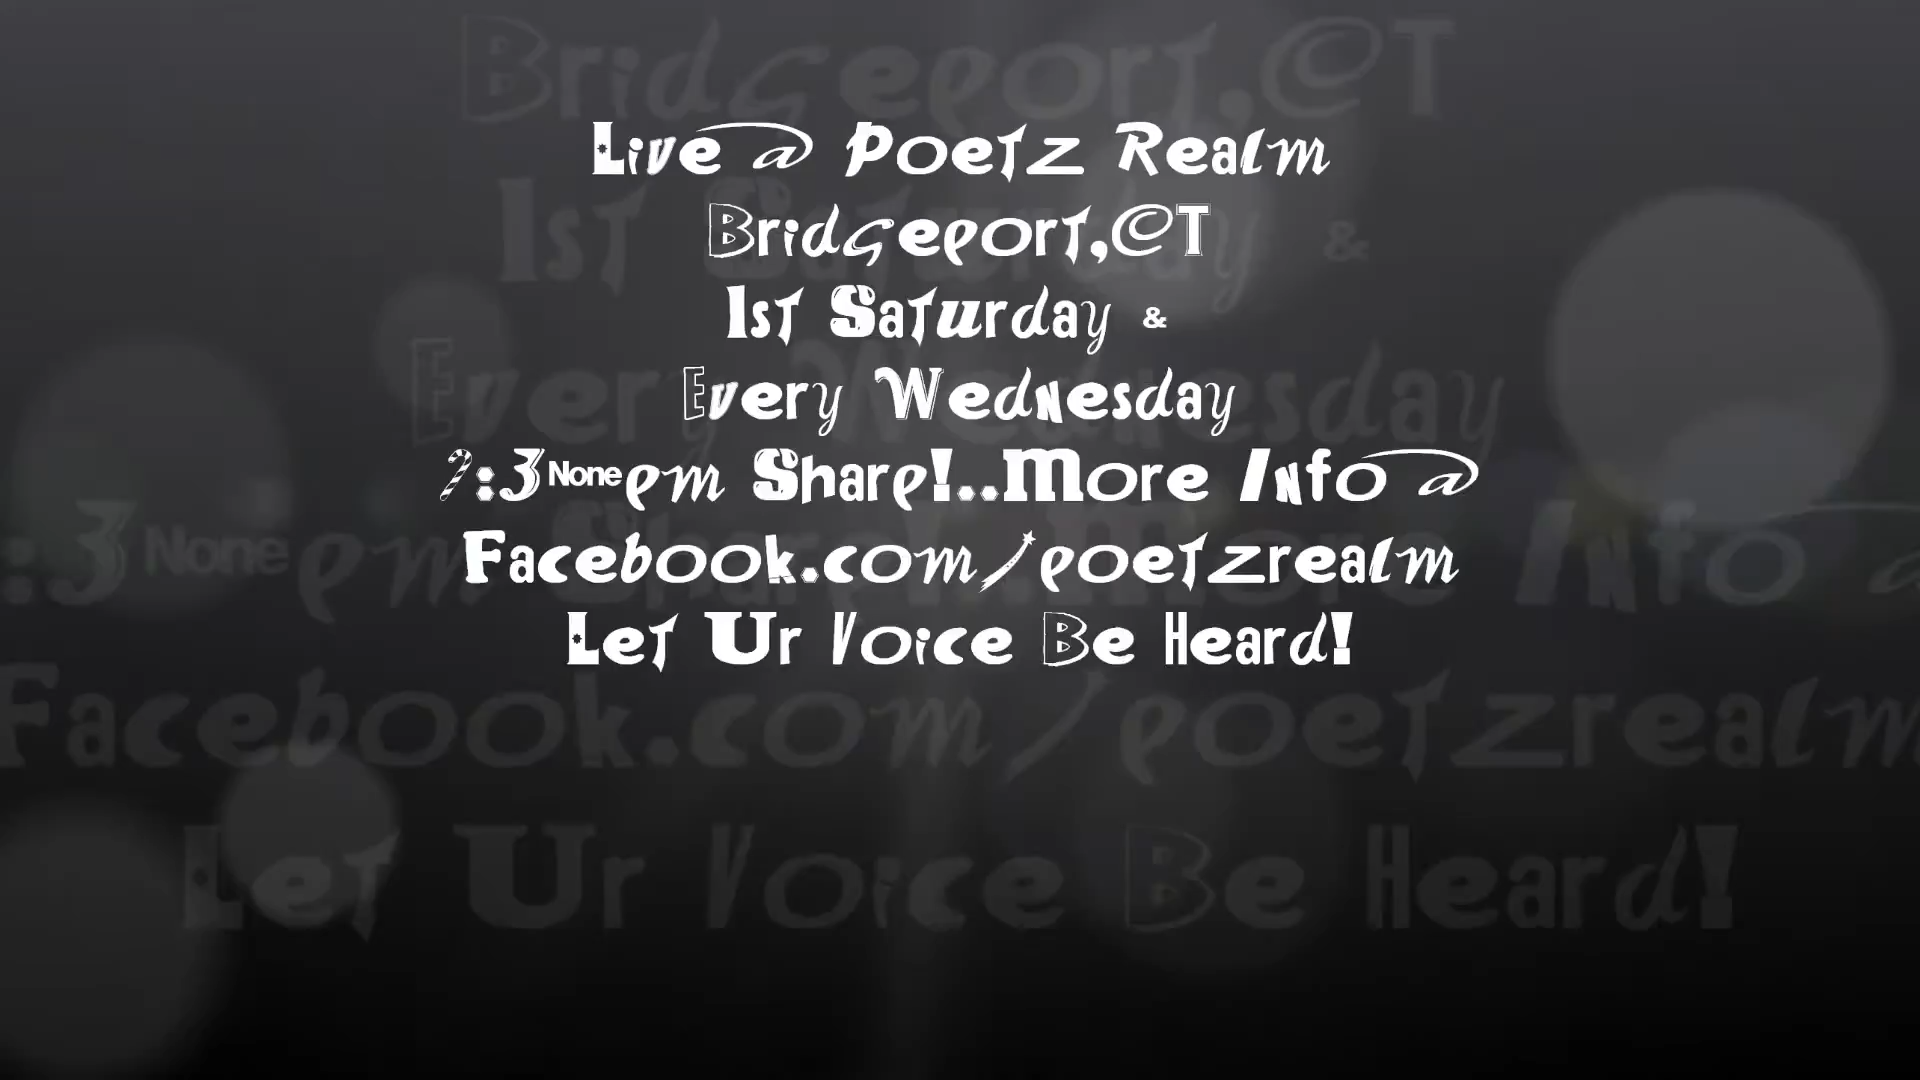 Live @ Poetz Realm
Bridgeport,CT
1st Saturday &
Every Wednesday
7:3Nonepm Share!..More Info @
Facebook.com/poetzrealm
Let Ur Voice Be Heard!